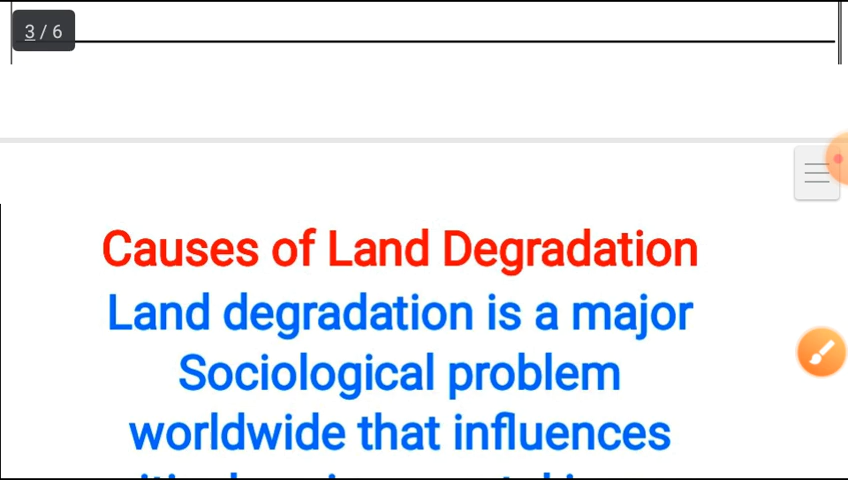 3 / 6
Causes of Land Degradation
Land degradation is a major
Sociological problem
worldwide that influences